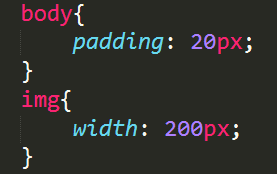 body{
    padding: 20px;
}
img{
    width: 200px;
}